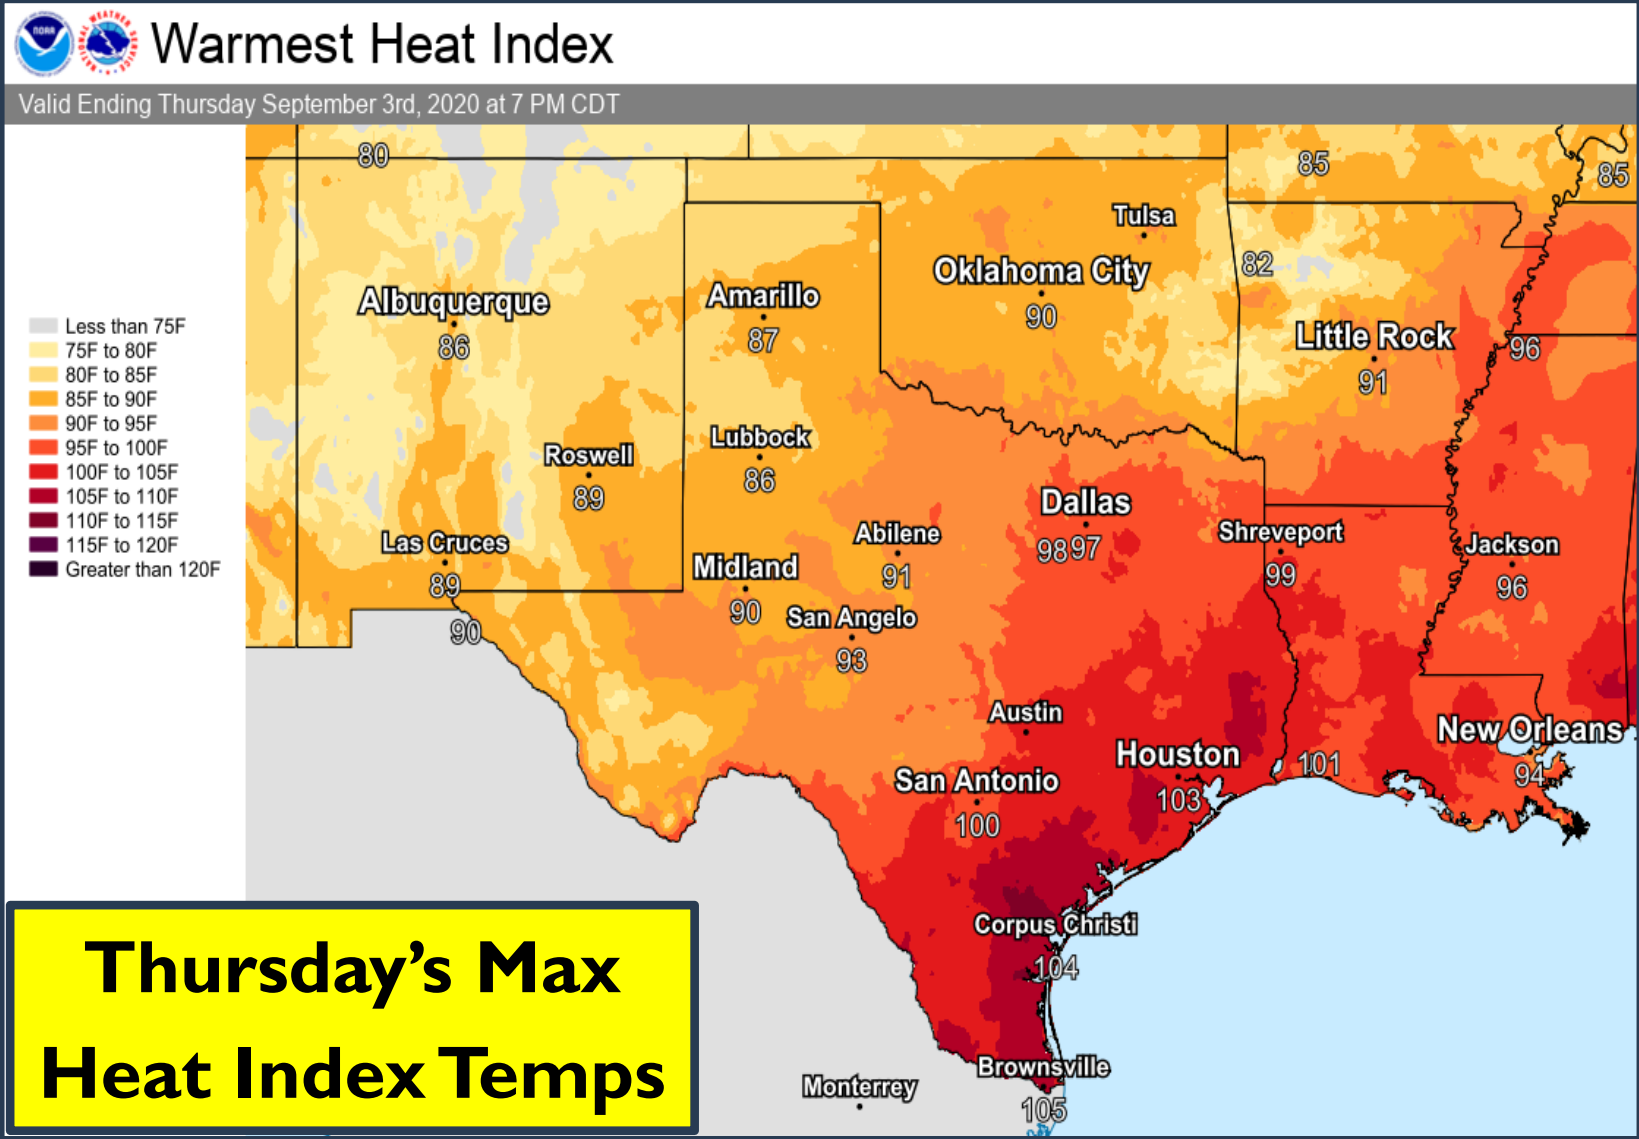 NOAA
NATIONAL WEATHER SERVICE
Warmest Heat Index
Valid Ending Thursday September 3rd, 2020 at 7 PM CDT
80
85
85
Tulsa
Oklahoma City
90
82
Albuquerque
86
Amarillo
87
Little Rock
91
96
Less than 75F
75F to 80F
80F to 85F
85F to 90F
90F to 95F
95F to 100F
100F to 105F
105F to 110F
110F to 115F
115F to 120F
Greater than 120F
Roswell
89
Lubbock
86
Dallas
98 97
Abilene
91
Shreveport
99
Jackson
96
Las Cruces
89
90
Midland
90
San Angelo
93
Austin
Houston
103
101
New Orleans
94
San Antonio
100
Corpus Christi
104
Brownsville
105
Monterrey
Thursday’s Max
Heat Index Temps